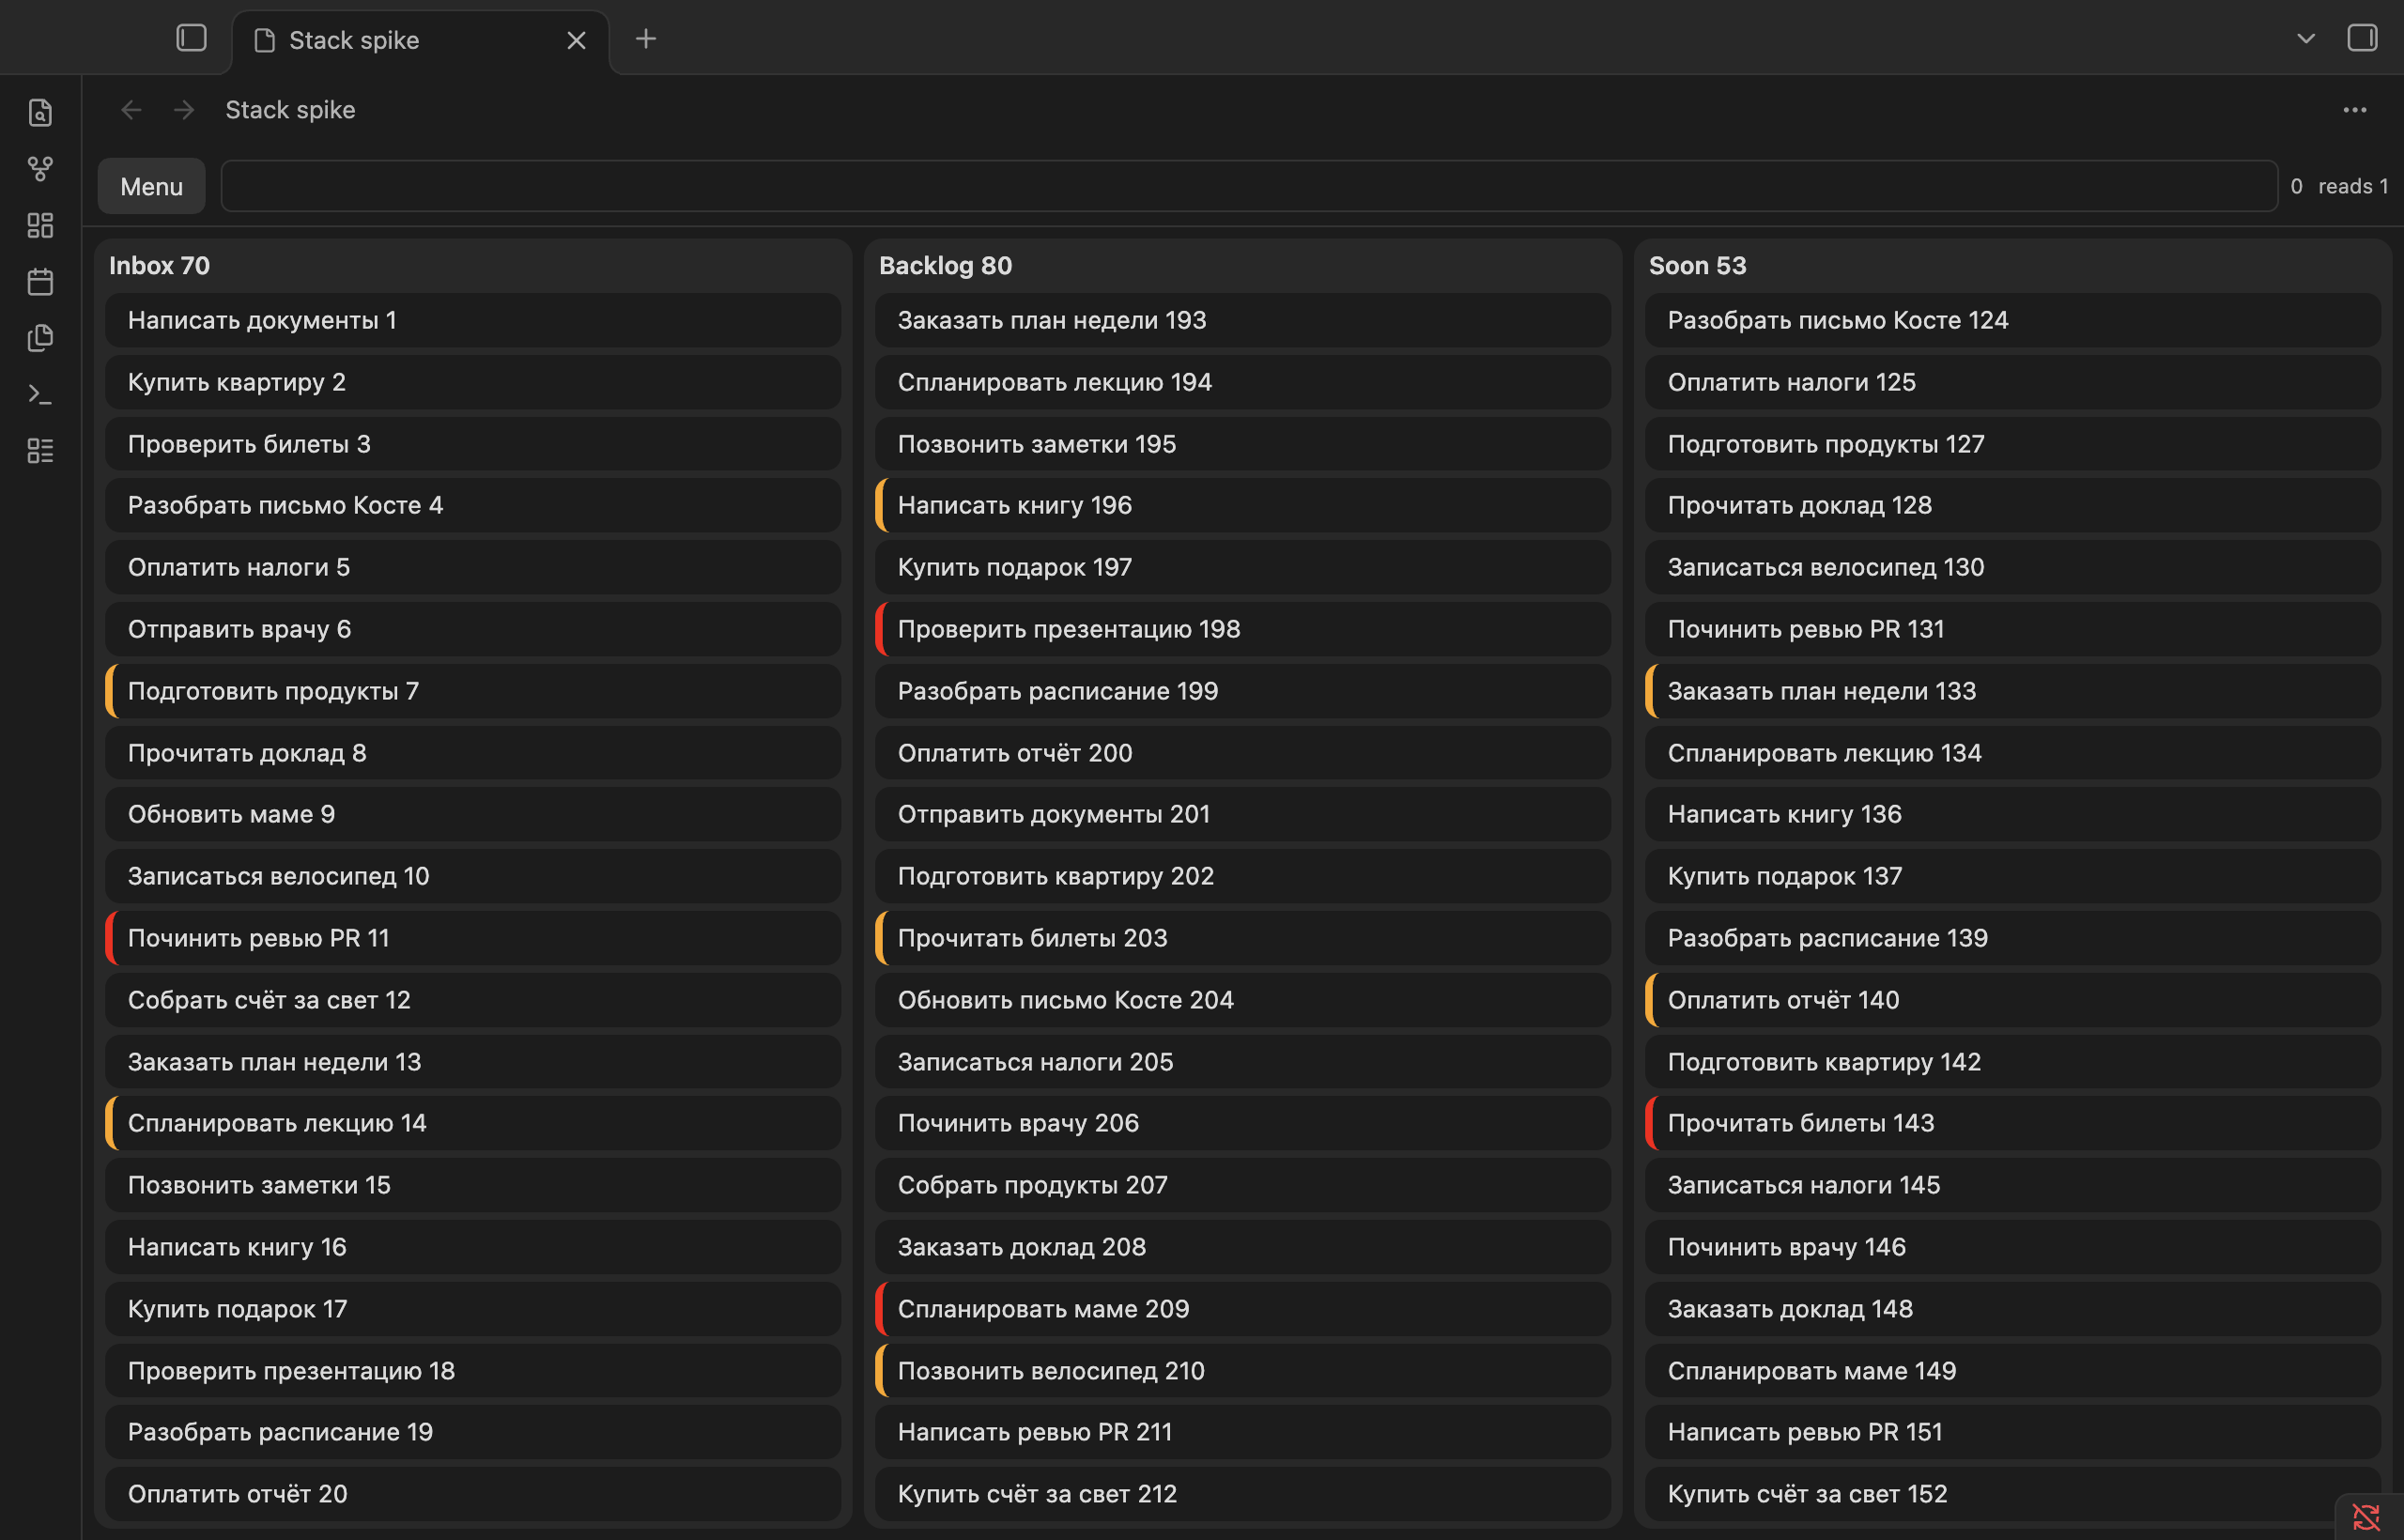 Stack spike
Stack spike
Menu
0 reads 1
Inbox 70
Написать документы 1
Купить квартиру 2
Проверить билеты 3
Разобрать письмо Косте 4
Оплатить налоги 5
Отправить врачу 6
Подготовить продукты 7
Прочитать доклад 8
Обновить маме 9
Записаться велосипед 10
Починить ревью PR 11
Собрать счёт за свет 12
Заказать план недели 13
Спланировать лекцию 14
Позвонить заметки 15
Написать книгу 16
Купить подарок 17
Проверить презентацию 18
Разобрать расписание 19
Оплатить отчёт 20
Backlog 80
Заказать план недели 193
Спланировать лекцию 194
Позвонить заметки 195
Написать книгу 196
Купить подарок 197
Проверить презентацию 198
Разобрать расписание 199
Оплатить отчёт 200
Отправить документы 201
Подготовить квартиру 202
Прочитать билеты 203
Обновить письмо Косте 204
Записаться налоги 205
Починить врачу 206
Собрать продукты 207
Заказать доклад 208
Спланировать маме 209
Позвонить велосипед 210
Написать ревью PR 211
Купить счёт за свет 212
Soon 53
Разобрать письмо Косте 124
Оплатить налоги 125
Подготовить продукты 127
Прочитать доклад 128
Записаться велосипед 130
Починить ревью PR 131
Заказать план недели 133
Спланировать лекцию 134
Написать книгу 136
Купить подарок 137
Разобрать расписание 139
Оплатить отчёт 140
Подготовить квартиру 142
Прочитать билеты 143
Записаться налоги 145
Починить врачу 146
Заказать доклад 148
Спланировать маме 149
Написать ревью PR 151
Купить счёт за свет 152